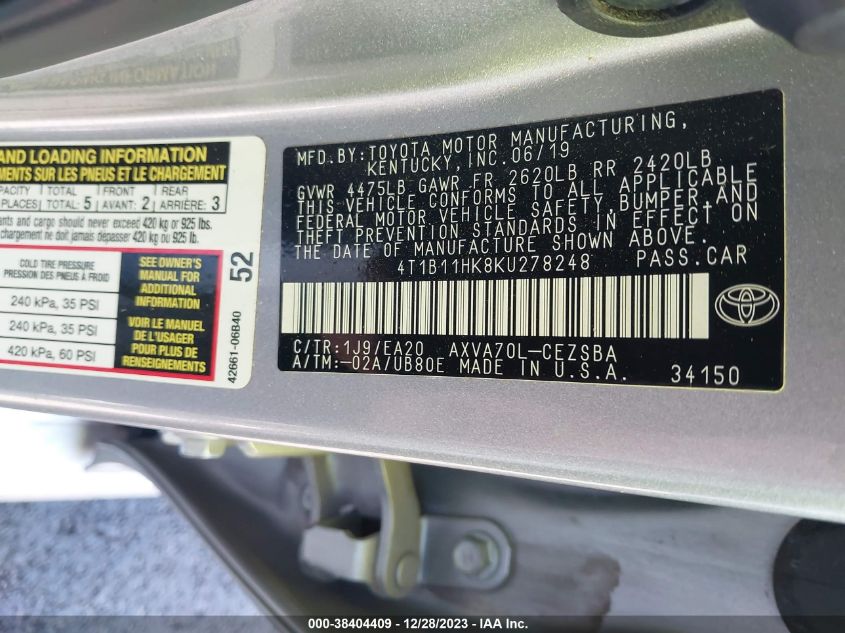 AND LOADING INFORMATION
EMENTS SUR LES PNEUS ET LE CHARGEMENT
TOTAL FRONT REAR
PLACES TOTAL: 5 AVANT: 2 ARRIÈRE: 3
ants and cargo should never exceed 420 kg or 925 lbs.
chargement ne doit jamais dépasser 420 kg ou 925 lb.
COLD TIRE PRESSURE
PRESSION DES PNEUS À FROID
240 kPa, 35 PSI
240 kPa, 35 PSI
420 kPa, 60 PSI
SEE OWNER'S
MANUAL FOR
ADDITIONAL
INFORMATION
VOIR LE MANUEL
DE L'USAGER
POUR PLUS DE
RENSEIGNEMENTS
52
42661-06B40
MFD.BY:TOYOTA MOTOR MANUFACTURING,
KENTUCKY,INC.06/19
GVWR 4475LB GAWR FR 2620LB RR 2420LB
THIS VEHICLE CONFORMS TO ALL APPLICABLE
FEDERAL MOTOR VEHICLE SAFETY,BUMPER,AND
THEFT PREVENTION STANDARDS IN EFFECT ON
THE DATE OF MANUFACTURE SHOWN ABOVE.
4T1B11HK8KU278248 PASS.CAR
C/TR:1J9/EA20 AXVA70L-CEZSBA
A/TM:-02A/UB80E MADE IN U.S.A. 34150
000-38404409 - 12/28/2023 - IAA Inc.